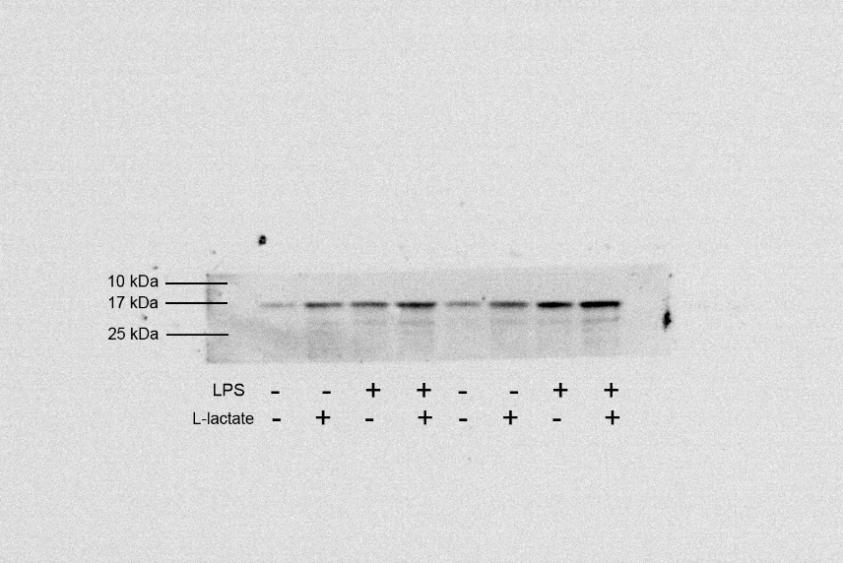 10 kDa
17 kDa
25 kDa
LPS - - + + - - + +
L-lactate - + - + - + - +